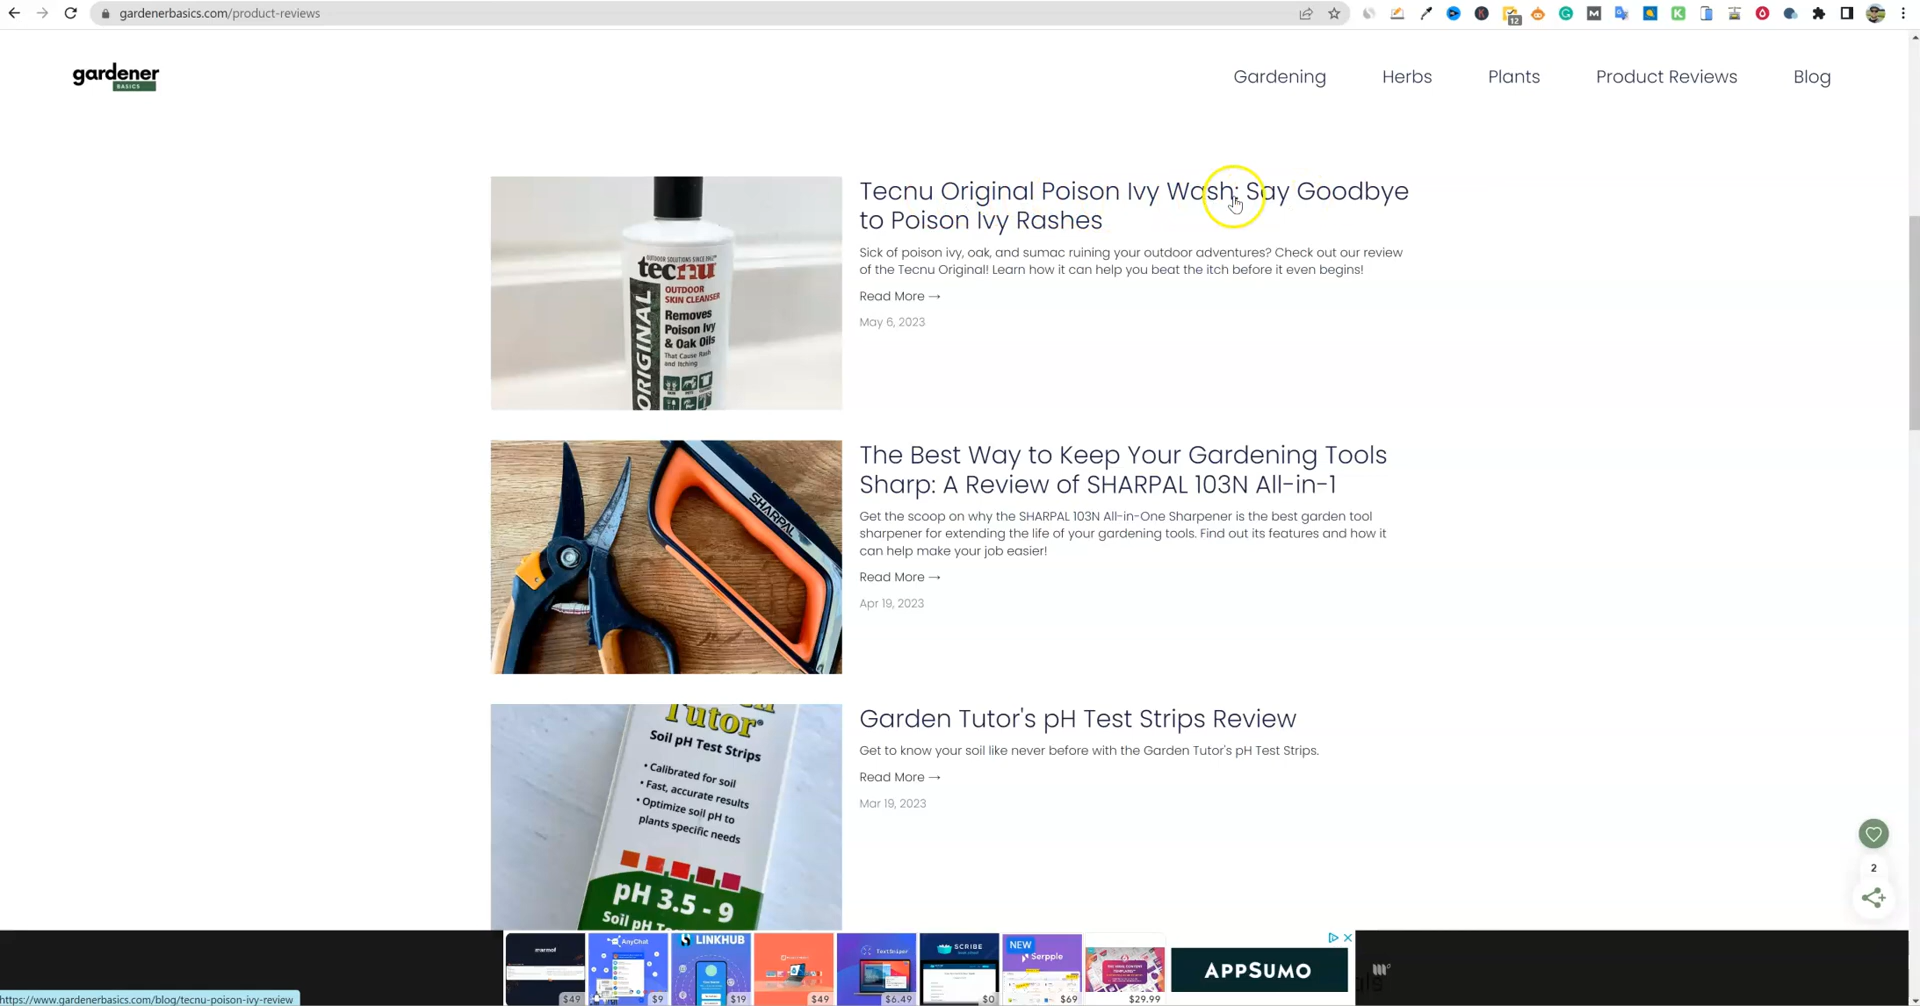 gardenerbasics.com/product-reviews
12
gardener
BASICS
Gardening
Herbs
Plants
Product Reviews
Blog
Tecnu Original Poison Ivy Wash: Say Goodbye
to Poison Ivy Rashes
Sick of poison ivy, oak, and sumac ruining your outdoor adventures? Check out our review
of the Tecnu Original! Learn how it can help you beat the itch before it even begins!
Read More →
May 6, 2023
tecnu
OUTDOOR
SKIN CLEANSER
ORIGINAL
Removes
Poison Ivy
& Oak Oils
That Cause Rash
and Itching
The Best Way to Keep Your Gardening Tools
Sharp: A Review of SHARPAL 103N All-in-1
Get the scoop on why the SHARPAL 103N All-in-One Sharpener is the best garden tool
sharpener for extending the life of your gardening tools. Find out its features and how it
can help make your job easier!
Read More →
Apr 19, 2023
SHARPAL
Garden Tutor's pH Test Strips Review
Get to know your soil like never before with the Garden Tutor's pH Test Strips.
Read More →
Mar 19, 2023
Tutor®
Soil pH Test Strips
• Calibrated for soil
• Fast, accurate results
• Optimize soil pH to
plants specific needs
pH 3.5 - 9
Soil pH
2
marmof
$49
AnyChat
$9
LINKHUB
$19
$49
TextSniper
$6.49
SCRIBE
$0
NEW
Serpple
$69
$29.99
APPSUMO
https://www.gardenerbasics.com/blog/tecnu-poison-ivy-review